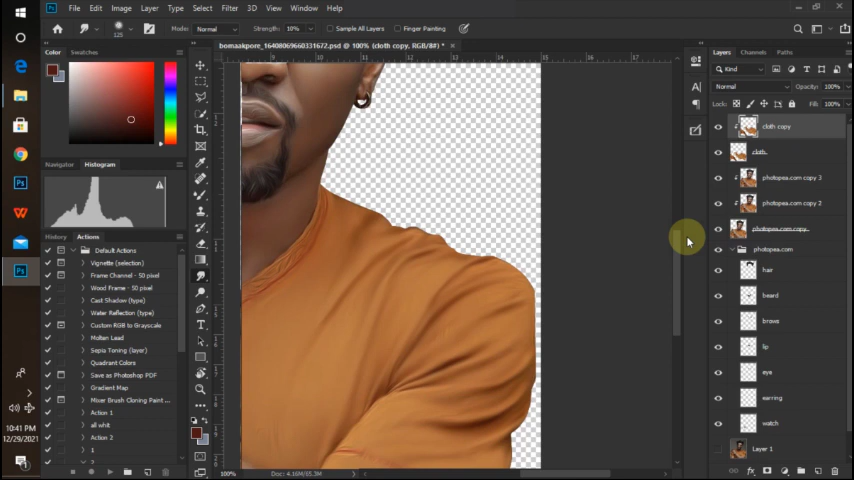 File Edit Image Layer Type Select Filter 3D View Window Help
125
Mode: Normal
Strength: 10%
Sample All Layers
Finger Painting
bomaakpore_1640806960331672.psd @ 100% (cloth copy, RGB/8#) *
Color Swatches
Navigator Histogram
History Actions
Default Actions
Vignette (selection)
Frame Channel - 50 pixel
Wood Frame - 50 pixel
Cast Shadow (type)
Water Reflection (type)
Custom RGB to Grayscale
Molten Lead
Sepia Toning (layer)
Quadrant Colors
Save as Photoshop PDF
Gradient Map
Mixer Brush Cloning Paint ...
Action 1
all whit
Action 2
1
10:41 PM
12/29/2021
100%
Doc: 4.16M/65.3M
Layers Channels Paths
Kind
Normal
Opacity: 100%
Lock:
Fill: 100%
cloth copy
cloth
photopea.com copy 3
photopea.com copy 2
photopea.com copy
photopea.com
hair
beard
brows
lip
eye
earring
watch
Layer 1